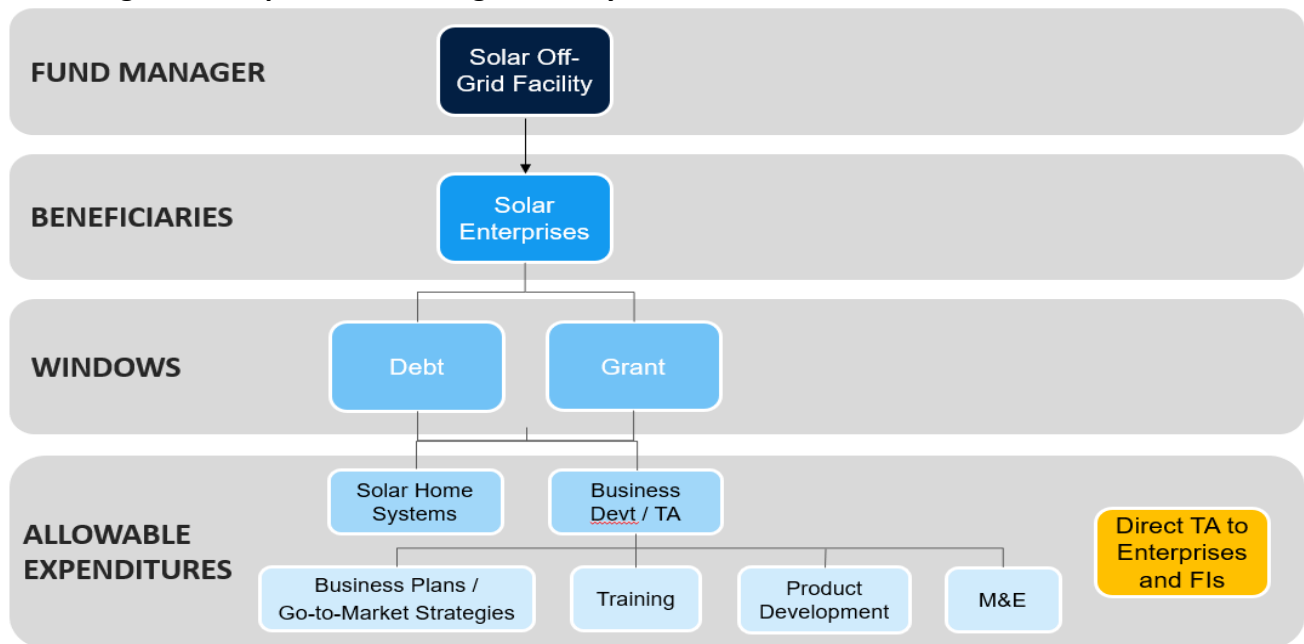 FUND MANAGER
Solar Off-
Grid Facility
BENEFICIARIES
Solar
Enterprises
WINDOWS
Debt
Grant
ALLOWABLE
EXPENDITURES
Solar Home
Systems
Business
Devt / TA
Business Plans /
Go-to-Market Strategies
Training
Product
Development
M&E
Direct TA to
Enterprises
and FIs